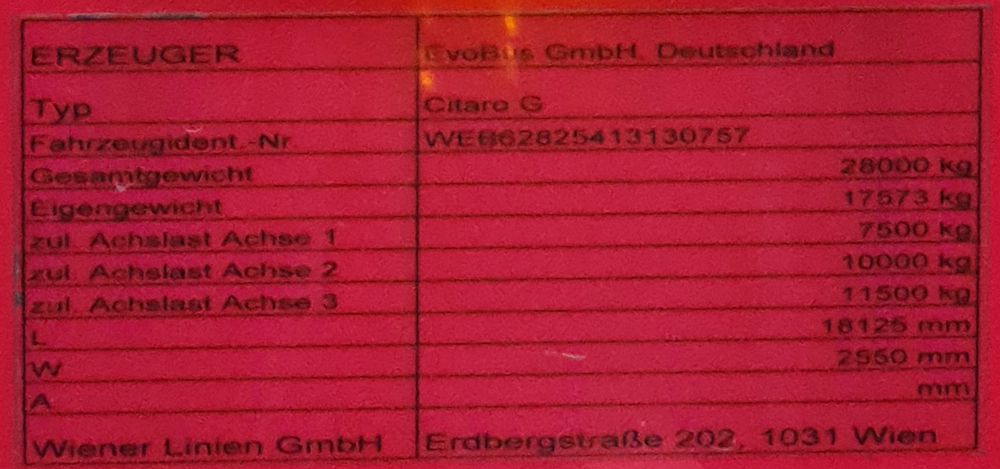 ERZEUGER EvoBus GmbH, Deutschland
Typ Citaro G
Fahrzeugident.-Nr. WEB62825413130757
Gesamtgewicht 28000 kg
Eigengewicht 17573 kg
zul. Achslast Achse 1 7500 kg
zul. Achslast Achse 2 10000 kg
zul. Achslast Achse 3 11500 kg
L 18125 mm
W 2550 mm
A mm
Wiener Linien GmbH Erdbergstraße 202, 1031 Wien